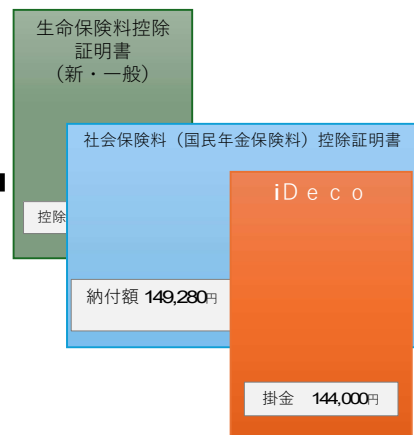 生命保険料控除
証明書
（新・一般）
控除
社会保険料（国民年金保険料）控除証明書
納付額 149,280円
iDeco
掛金 144,000円